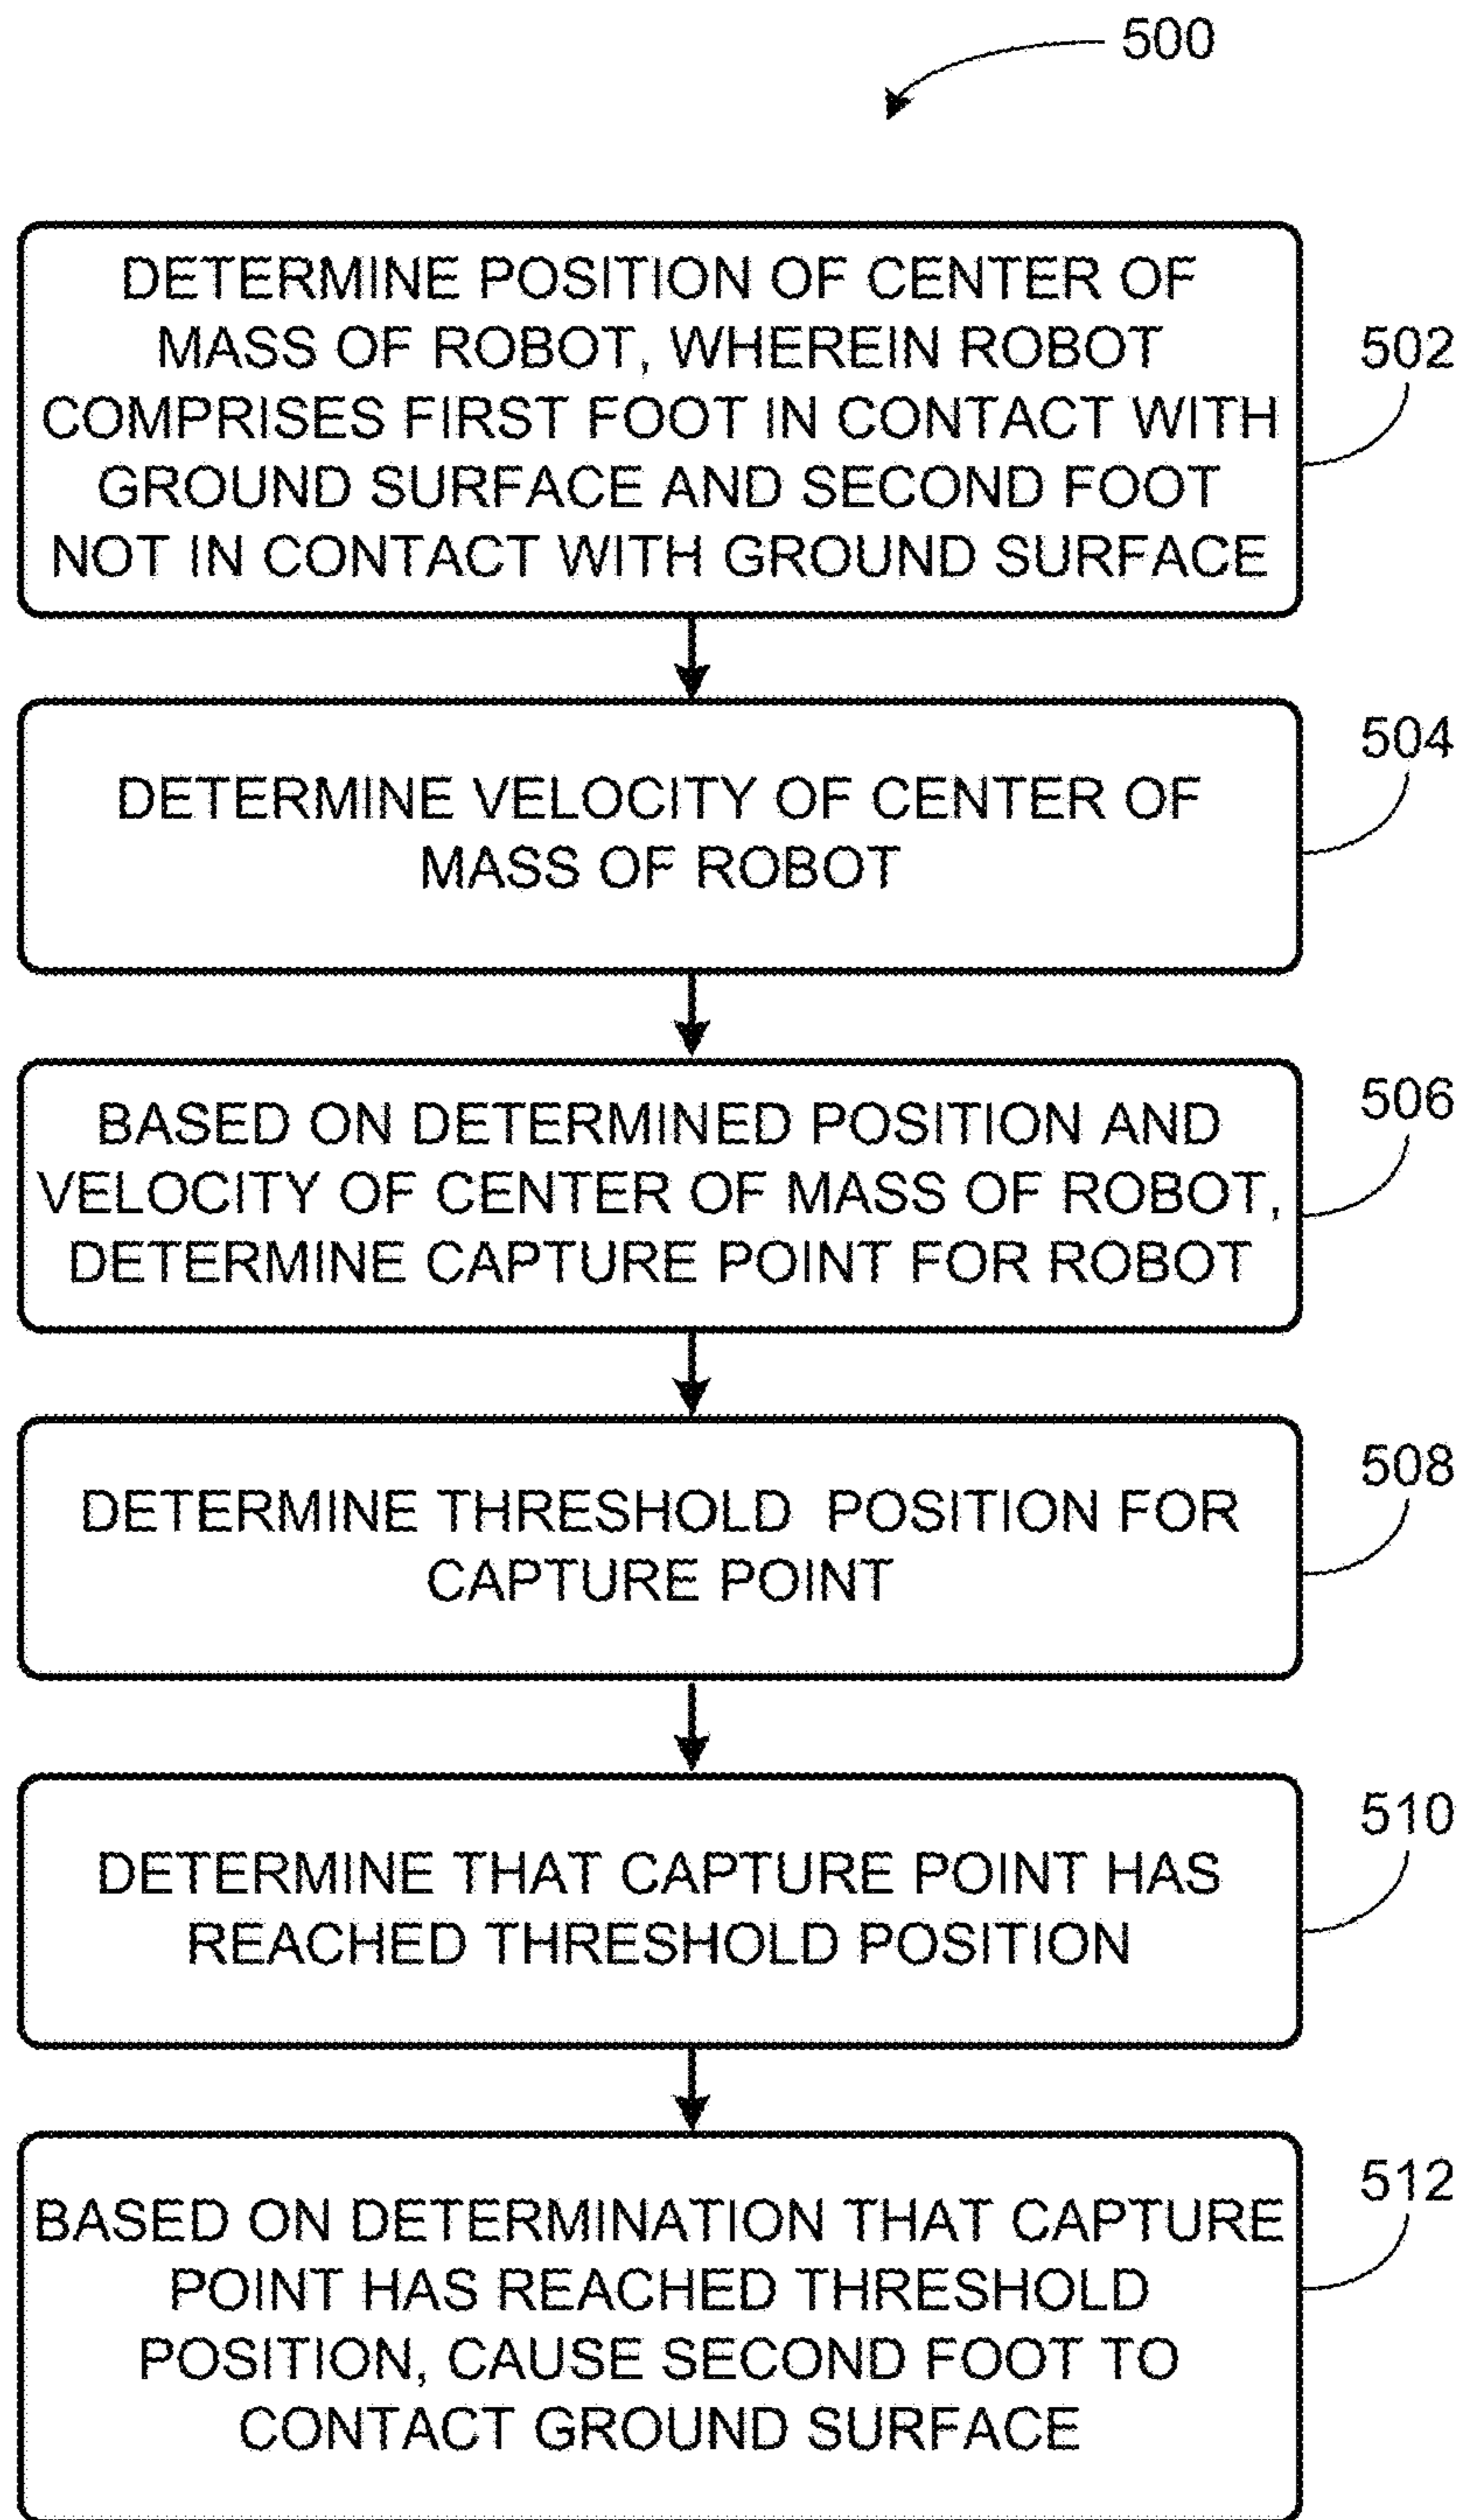 500
DETERMINE POSITION OF CENTER OF
MASS OF ROBOT, WHEREIN ROBOT
COMPRISES FIRST FOOT IN CONTACT WITH
GROUND SURFACE AND SECOND FOOT
NOT IN CONTACT WITH GROUND SURFACE
502
DETERMINE VELOCITY OF CENTER OF
MASS OF ROBOT
504
BASED ON DETERMINED POSITION AND
VELOCITY OF CENTER OF MASS OF ROBOT,
DETERMINE CAPTURE POINT FOR ROBOT
506
DETERMINE THRESHOLD POSITION FOR
CAPTURE POINT
508
DETERMINE THAT CAPTURE POINT HAS
REACHED THRESHOLD POSITION
510
BASED ON DETERMINATION THAT CAPTURE
POINT HAS REACHED THRESHOLD
POSITION, CAUSE SECOND FOOT TO
CONTACT GROUND SURFACE
512